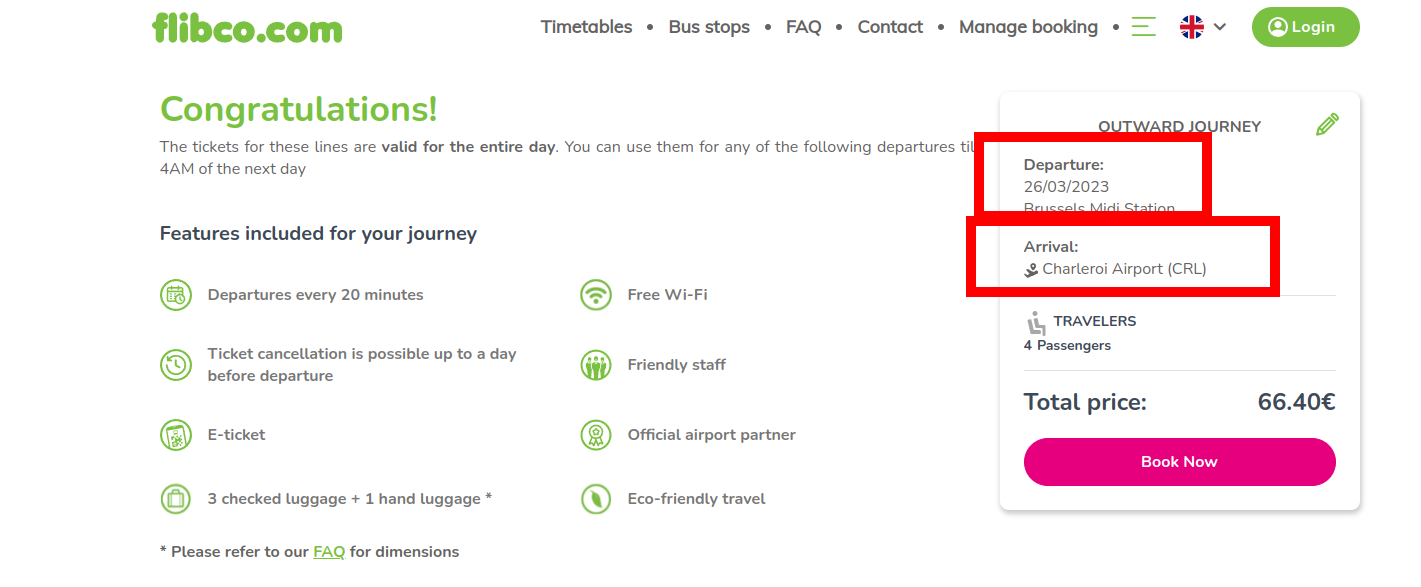 flibco.com
Timetables • Bus stops • FAQ • Contact • Manage booking •
Login
Congratulations!
The tickets for these lines are valid for the entire day. You can use them for any of the following departures til
4AM of the next day
Features included for your journey
Departures every 20 minutes
Free Wi-Fi
Ticket cancellation is possible up to a day
before departure
Friendly staff
E-ticket
Official airport partner
3 checked luggage + 1 hand luggage *
Eco-friendly travel
* Please refer to our FAQ for dimensions
OUTWARD JOURNEY
Departure:
26/03/2023
Brussels Midi Station
Arrival:
Charleroi Airport (CRL)
TRAVELERS
4 Passengers
Total price: 66.40€
Book Now